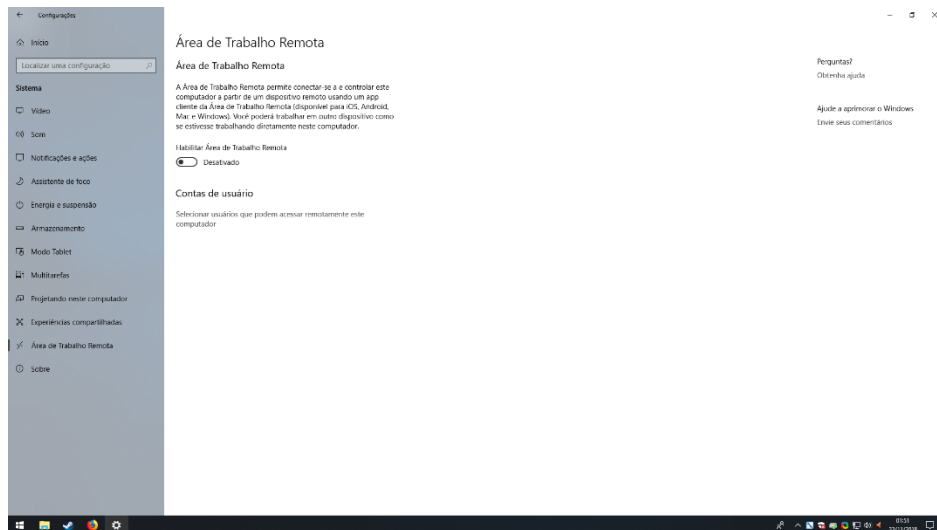 Configurações
Início
Localizar uma configuração
Sistema
Vídeo
Som
Notificações e ações
Assistente de foco
Energia e suspensão
Armazenamento
Modo Tablet
Multitarefas
Projetando neste computador
Experiências compartilhadas
Área de Trabalho Remota
Sobre
Área de Trabalho Remota
Área de Trabalho Remota
A Área de Trabalho Remota permite conectar-se a e controlar este
computador a partir de um dispositivo remoto usando um app
cliente da Área de Trabalho Remota (disponível para iOS, Android,
Mac e Windows). Você poderá trabalhar em outro dispositivo como
se estivesse trabalhando diretamente neste computador.
Habilitar Área de Trabalho Remota
Desativado
Contas de usuário
Selecionar usuários que podem acessar remotamente este
computador
Perguntas?
Obtenha ajuda
Ajude a aprimorar o Windows
Envie seus comentários